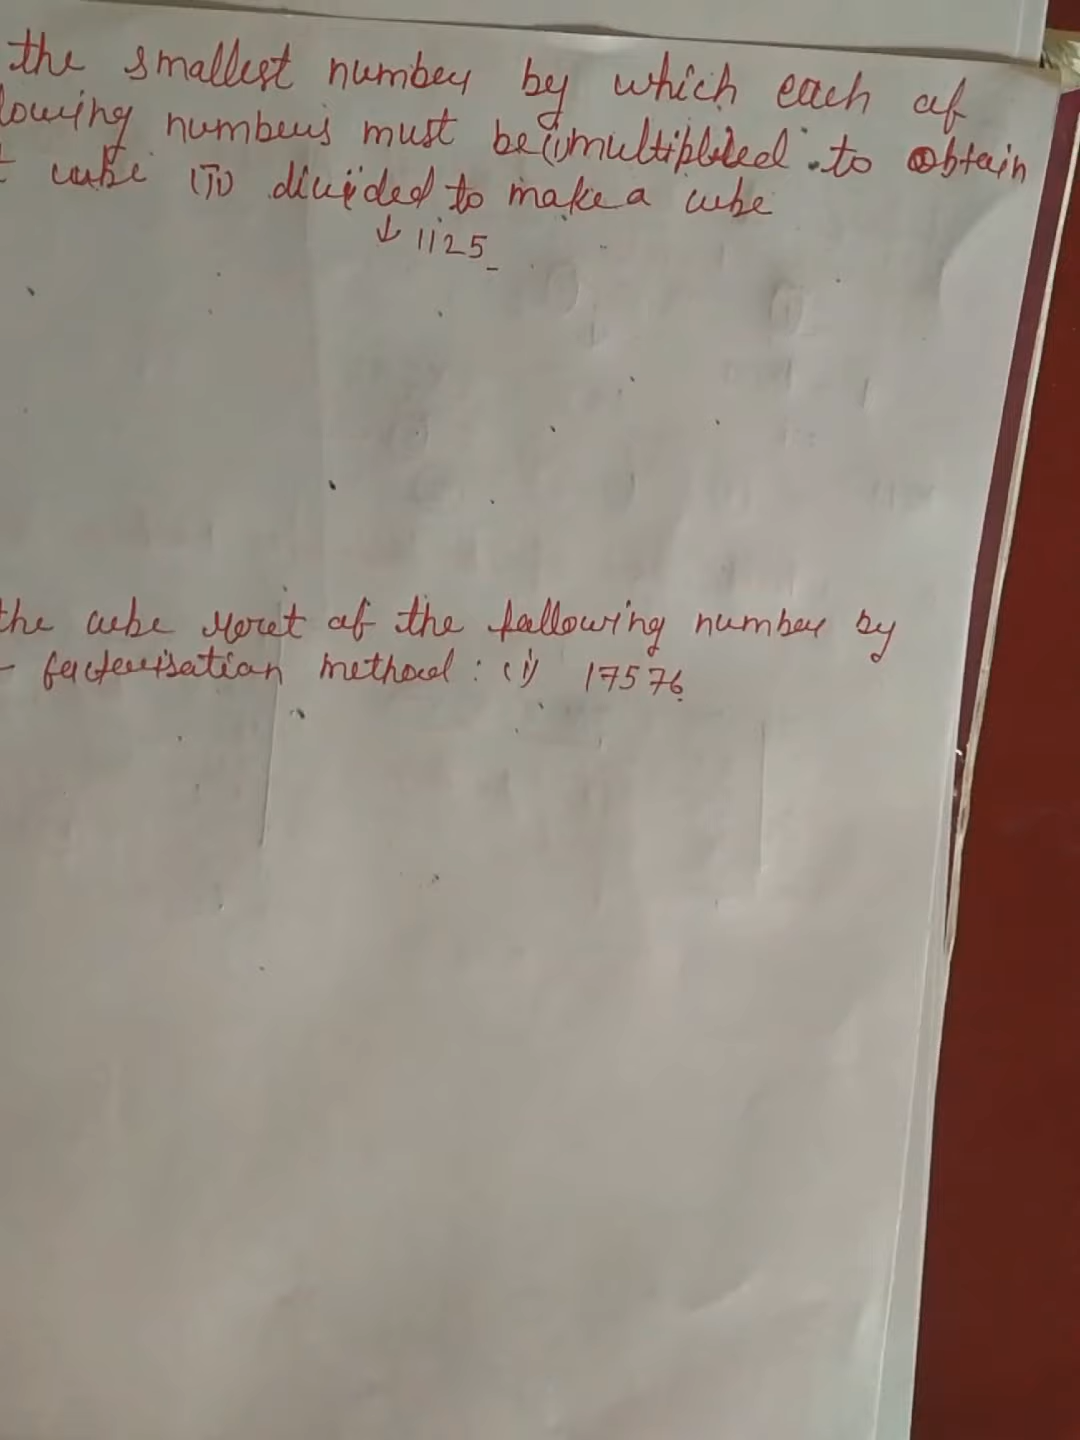 the smallest number by which each of
lowing numbers must be (i) multiplied to obtain
t cube (ii) divided to make a cube
↓ 1125
the cube root of the following number by
factorisation method : (i) 17576